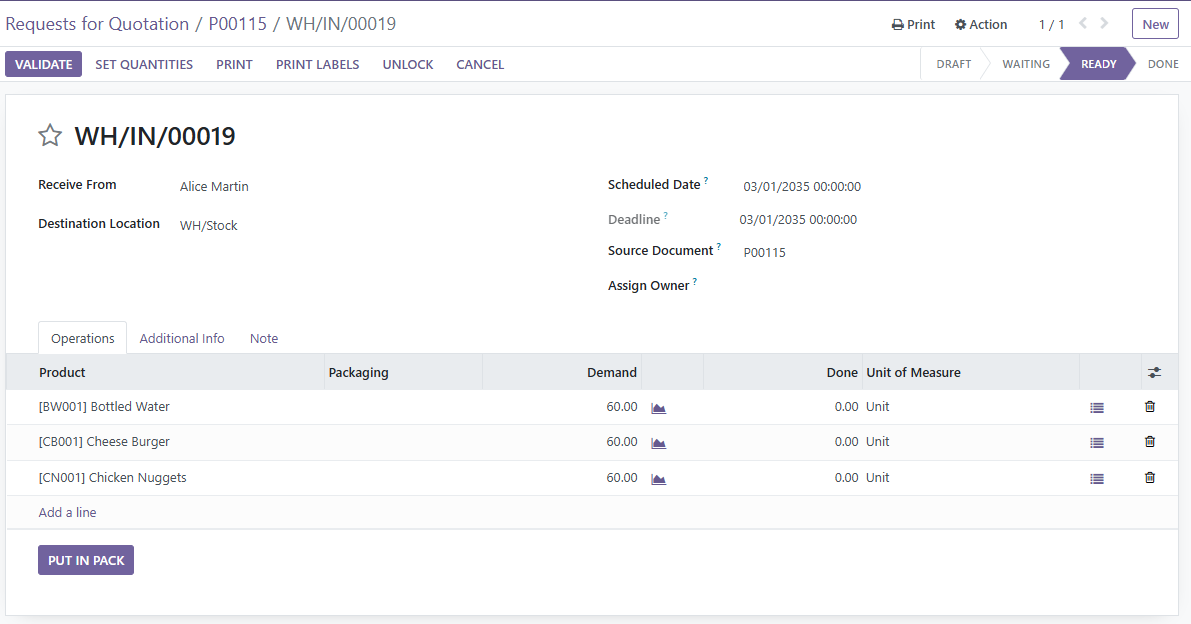 Requests for Quotation / P00115 / WH/IN/00019 Print Action 1 / 1 New
VALIDATE SET QUANTITIES PRINT PRINT LABELS UNLOCK CANCEL DRAFT WAITING READY DONE
WH/IN/00019
Receive From Alice Martin
Destination Location WH/Stock
Scheduled Date ? 03/01/2035 00:00:00
Deadline ? 03/01/2035 00:00:00
Source Document ? P00115
Assign Owner ?
Operations Additional Info Note
Product Packaging Demand Done Unit of Measure
[BW001] Bottled Water 60.00 0.00 Unit
[CB001] Cheese Burger 60.00 0.00 Unit
[CN001] Chicken Nuggets 60.00 0.00 Unit
Add a line
PUT IN PACK